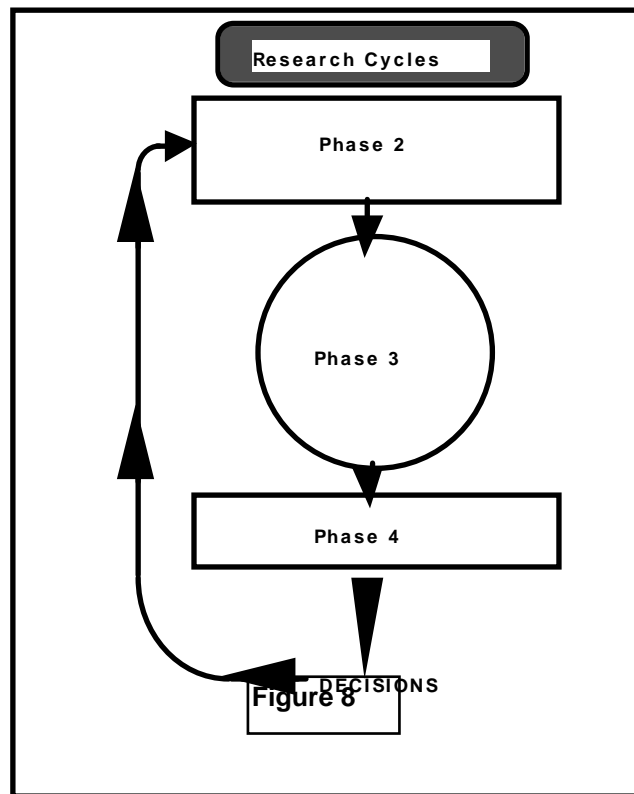 Research Cycles
Phase 2
Phase 3
Phase 4
DECISIONS
Figure 8